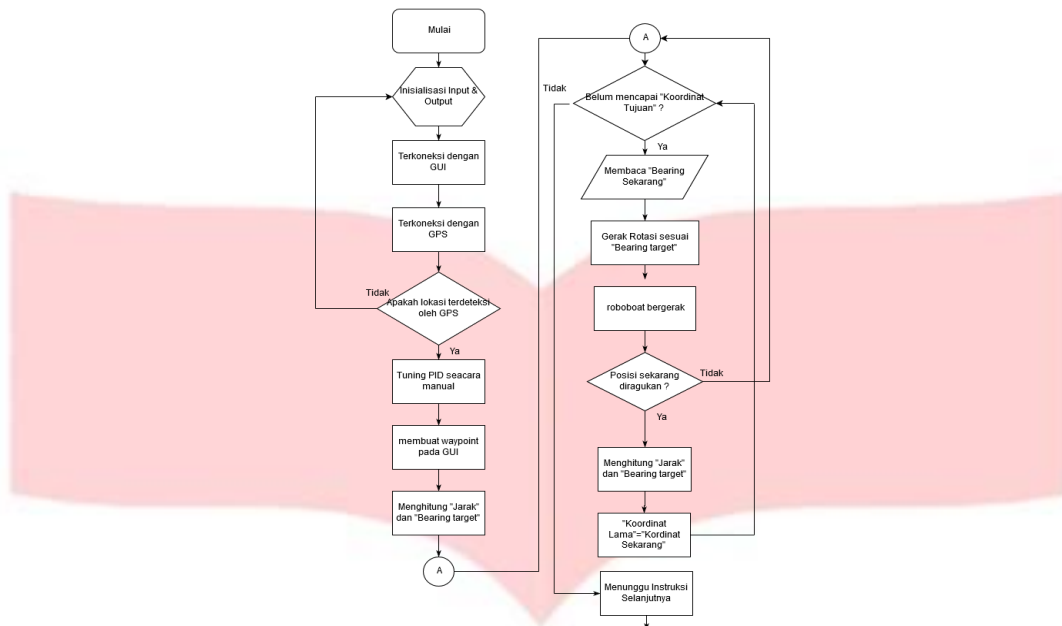 Mulai
Inisialisasi Input &
Output
Terkoneksi dengan
GUI
Terkoneksi dengan
GPS
Tidak
Apakah lokasi terdeteksi
oleh GPS
Ya
Tuning PID seacara
manual
membuat waypoint
pada GUI
Menghitung "Jarak"
dan "Bearing target"
A
A
Tidak
Belum mencapai "Koordinat
Tujuan" ?
Ya
Membaca "Bearing
Sekarang"
Gerak Rotasi sesuai
"Bearing target"
roboboat bergerak
Posisi sekarang
diragukan ?
Tidak
Ya
Menghitung "Jarak"
dan "Bearing target"
"Koordinat
Lama"="Kordinat
Sekarang"
Menunggu Instruksi
Selanjutnya